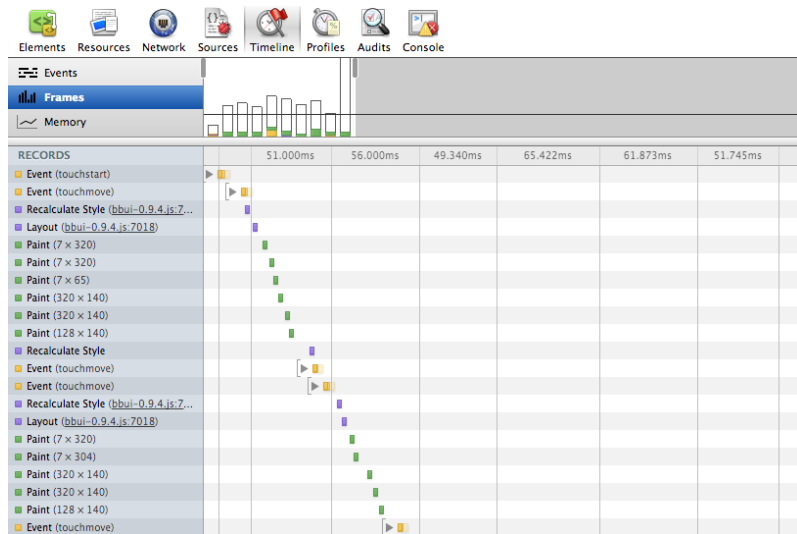 Elements Resources Network Sources Timeline Profiles Audits Console
Events
Frames
Memory
RECORDS 51.000ms 56.000ms 49.340ms 65.422ms 61.873ms 51.745ms
Event (touchstart)
Event (touchmove)
Recalculate Style (bbui-0.9.4.js:7...
Layout (bbui-0.9.4.js:7018)
Paint (7 × 320)
Paint (7 × 320)
Paint (7 × 65)
Paint (320 × 140)
Paint (320 × 140)
Paint (128 × 140)
Recalculate Style
Event (touchmove)
Event (touchmove)
Recalculate Style (bbui-0.9.4.js:7...
Layout (bbui-0.9.4.js:7018)
Paint (7 × 320)
Paint (7 × 304)
Paint (320 × 140)
Paint (320 × 140)
Paint (128 × 140)
Event (touchmove)